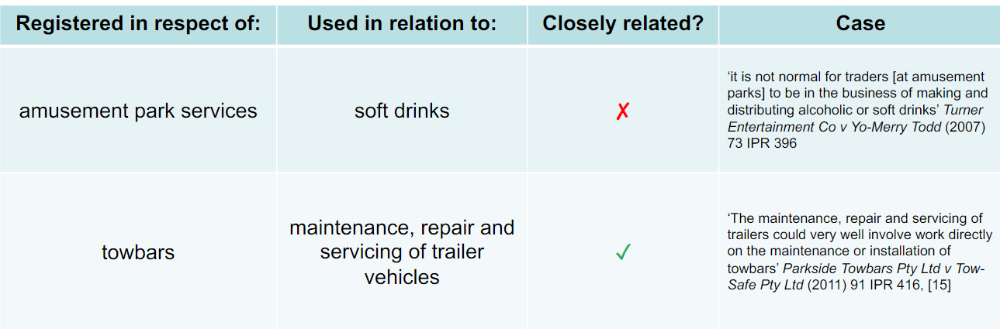 Registered in respect of:
Used in relation to:
Closely related?
Case
amusement park services
soft drinks
✗
‘it is not normal for traders [at amusement
parks] to be in the business of making and
distributing alcoholic or soft drinks’ Turner
Entertainment Co v Yo-Merry Todd (2007)
73 IPR 396
towbars
maintenance, repair and
servicing of trailer
vehicles
✓
‘The maintenance, repair and servicing of
trailers could very well involve work directly
on the maintenance or installation of
towbars’ Parkside Towbars Pty Ltd v Tow-
Safe Pty Ltd (2011) 91 IPR 416, [15]